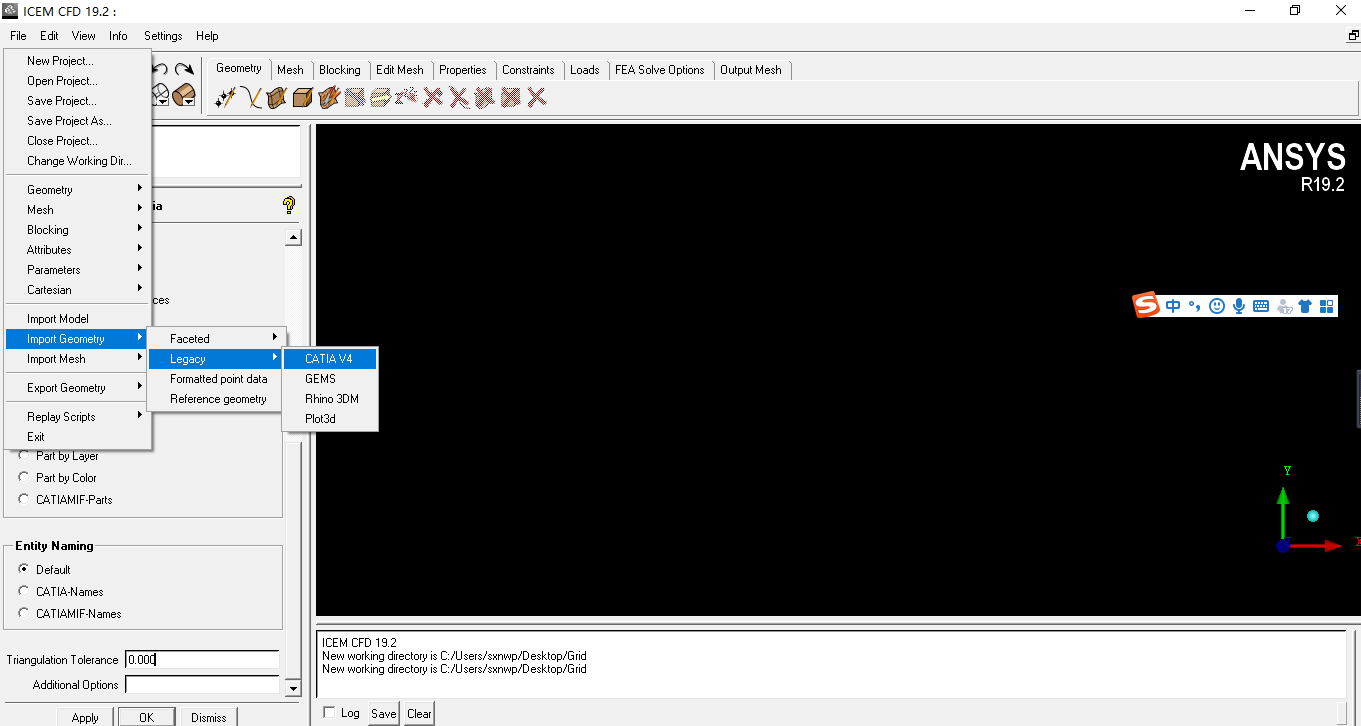 ICEM CFD 19.2 :
File Edit View Info Settings Help
New Project...
Open Project...
Save Project...
Save Project As...
Close Project...
Change Working Dir...
Geometry
Mesh
Blocking
Attributes
Parameters
Cartesian
Import Model
Import Geometry
Import Mesh
Export Geometry
Replay Scripts
Exit
Faceted
Legacy
Formatted point data
Reference geometry
CATIA V4
GEMS
Rhino 3DM
Plot3d
Geometry Mesh Blocking Edit Mesh Properties Constraints Loads FEA Solve Options Output Mesh
ia
ces
Part by Layer
Part by Color
CATIAMIF-Parts
Entity Naming
Default
CATIA-Names
CATIAMIF-Names
Triangulation Tolerance 0.000
Additional Options
Apply OK Dismiss
ANSYS
R19.2
S 中
Y
X
ICEM CFD 19.2
New working directory is C:/Users/sxnwp/Desktop/Grid
New working directory is C:/Users/sxnwp/Desktop/Grid
Log Save Clear